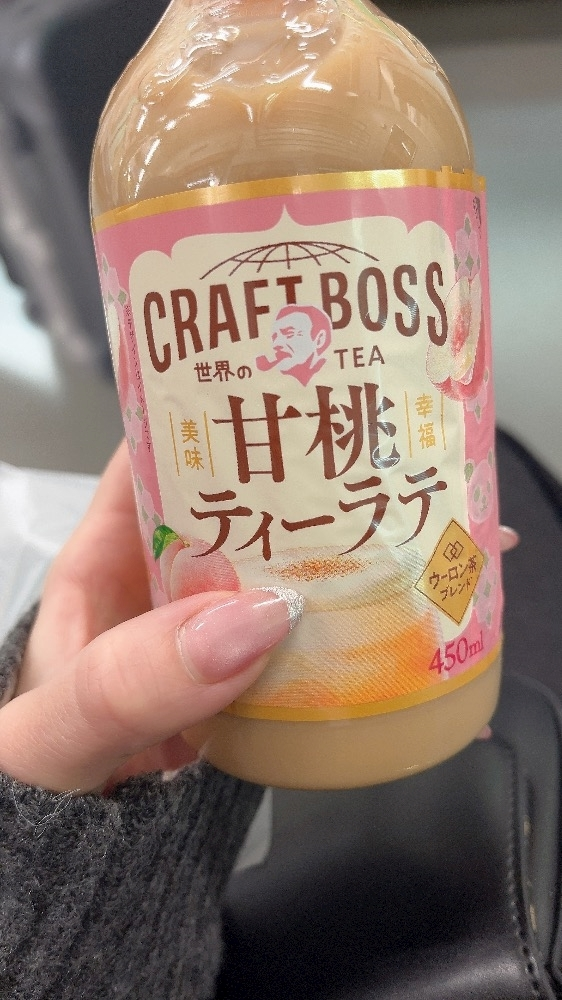 CRAFT BOSS
世界の TEA
美味
甘桃
幸福
ティーラテ
ウーロン茶
ブレンド
450ml